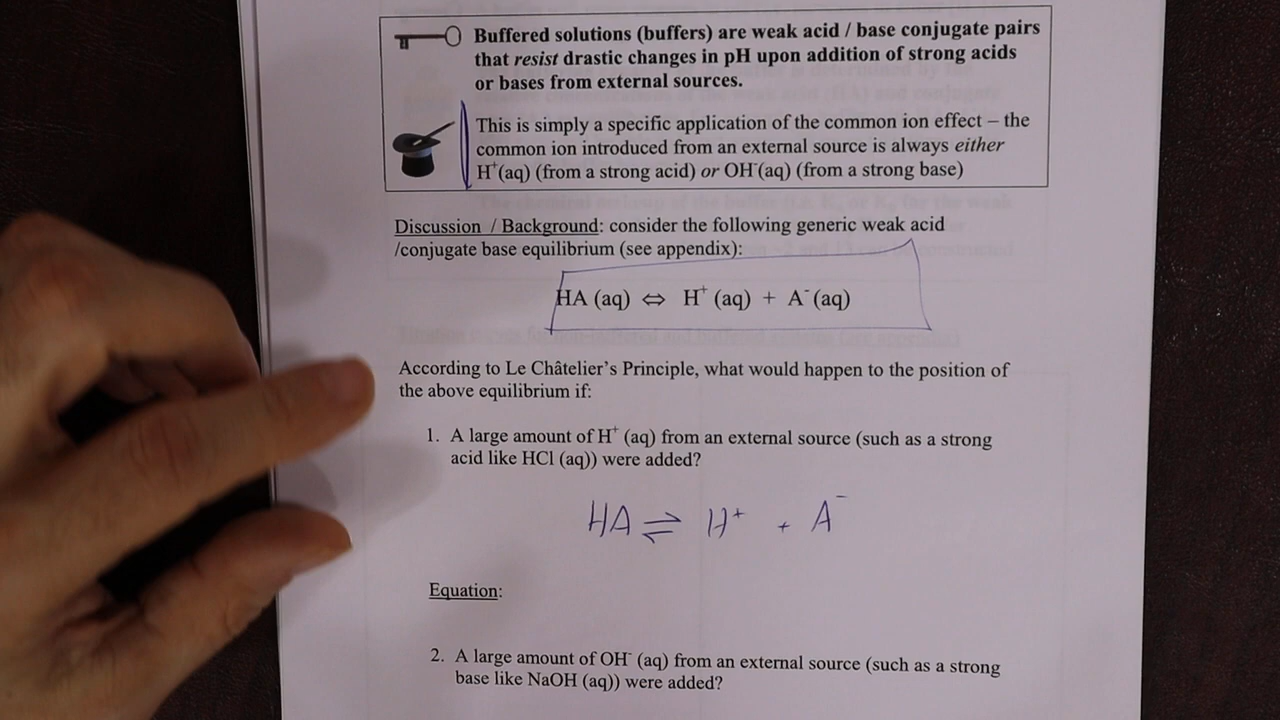 Buffered solutions (buffers) are weak acid / base conjugate pairs
that resist drastic changes in pH upon addition of strong acids
or bases from external sources.
This is simply a specific application of the common ion effect – the
common ion introduced from an external source is always either
H⁺(aq) (from a strong acid) or OH⁻(aq) (from a strong base)
Discussion / Background: consider the following generic weak acid
/conjugate base equilibrium (see appendix):
HA (aq) ⇔ H⁺ (aq) + A⁻ (aq)
According to Le Châtelier’s Principle, what would happen to the position of
the above equilibrium if:
1. A large amount of H⁺ (aq) from an external source (such as a strong
acid like HCl (aq)) were added?
HA ⇌ H⁺ + A⁻
Equation:
2. A large amount of OH⁻ (aq) from an external source (such as a strong
base like NaOH (aq)) were added?